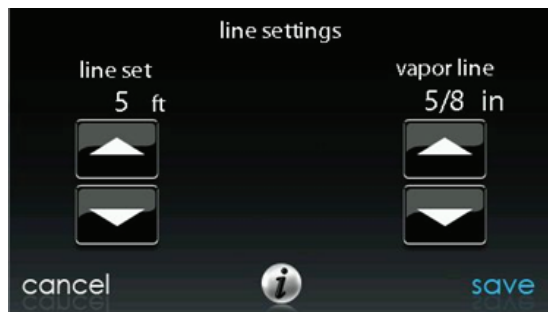 line settings
line set
vapor line
5 ft
5/8 in
i
cancel
save